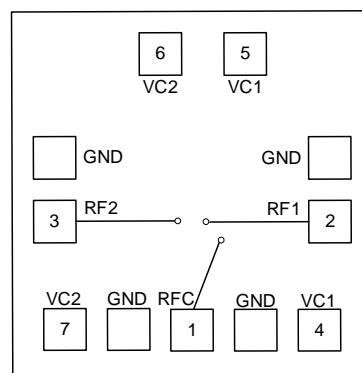 6 5
VC2 VC1
GND GND
3 RF2 RF1 2
VC2 GND RFC GND VC1
7 1 4